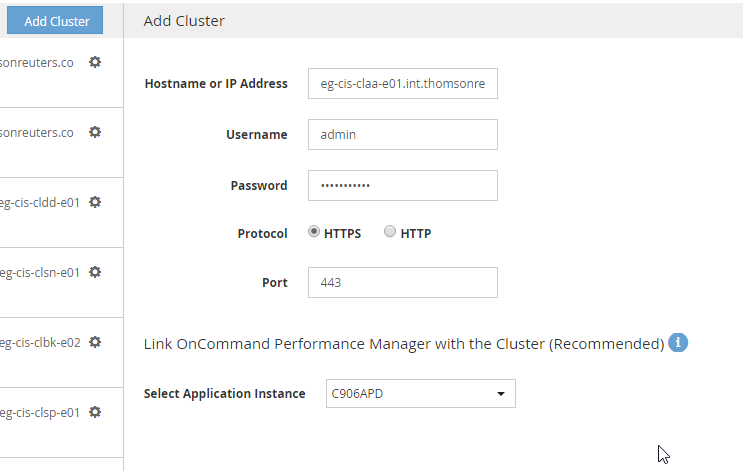 Add Cluster
Add Cluster
sonreuters.co
Hostname or IP Address eg-cis-claa-e01.int.thomsonre
sonreuters.co
Username admin
Password •••••••••••
eg-cis-cldd-e01
Protocol HTTPS HTTP
eg-cis-clsn-e01
Port 443
eg-cis-clbk-e02
Link OnCommand Performance Manager with the Cluster (Recommended) i
eg-cis-clsp-e01
Select Application Instance C906APD